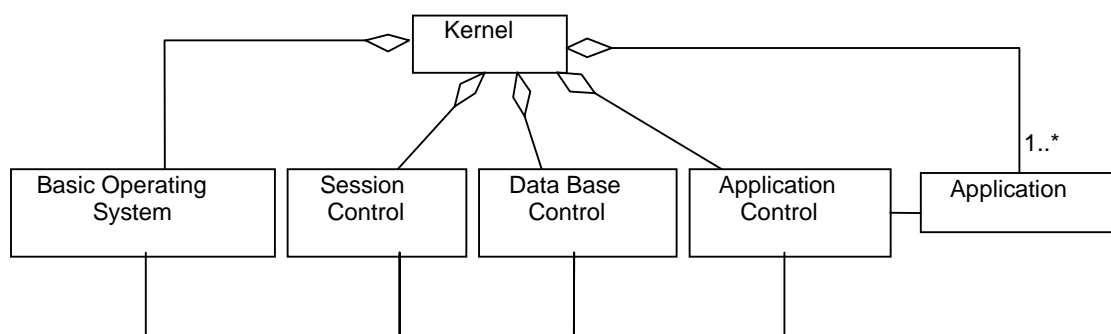 Kernel
1..*
Basic Operating
System
Session
Control
Data Base
Control
Application
Control
Application